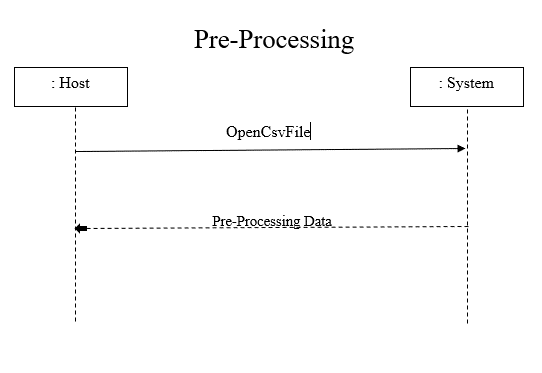 Pre-Processing
: Host
: System
OpenCsvFile
Pre-Processing Data